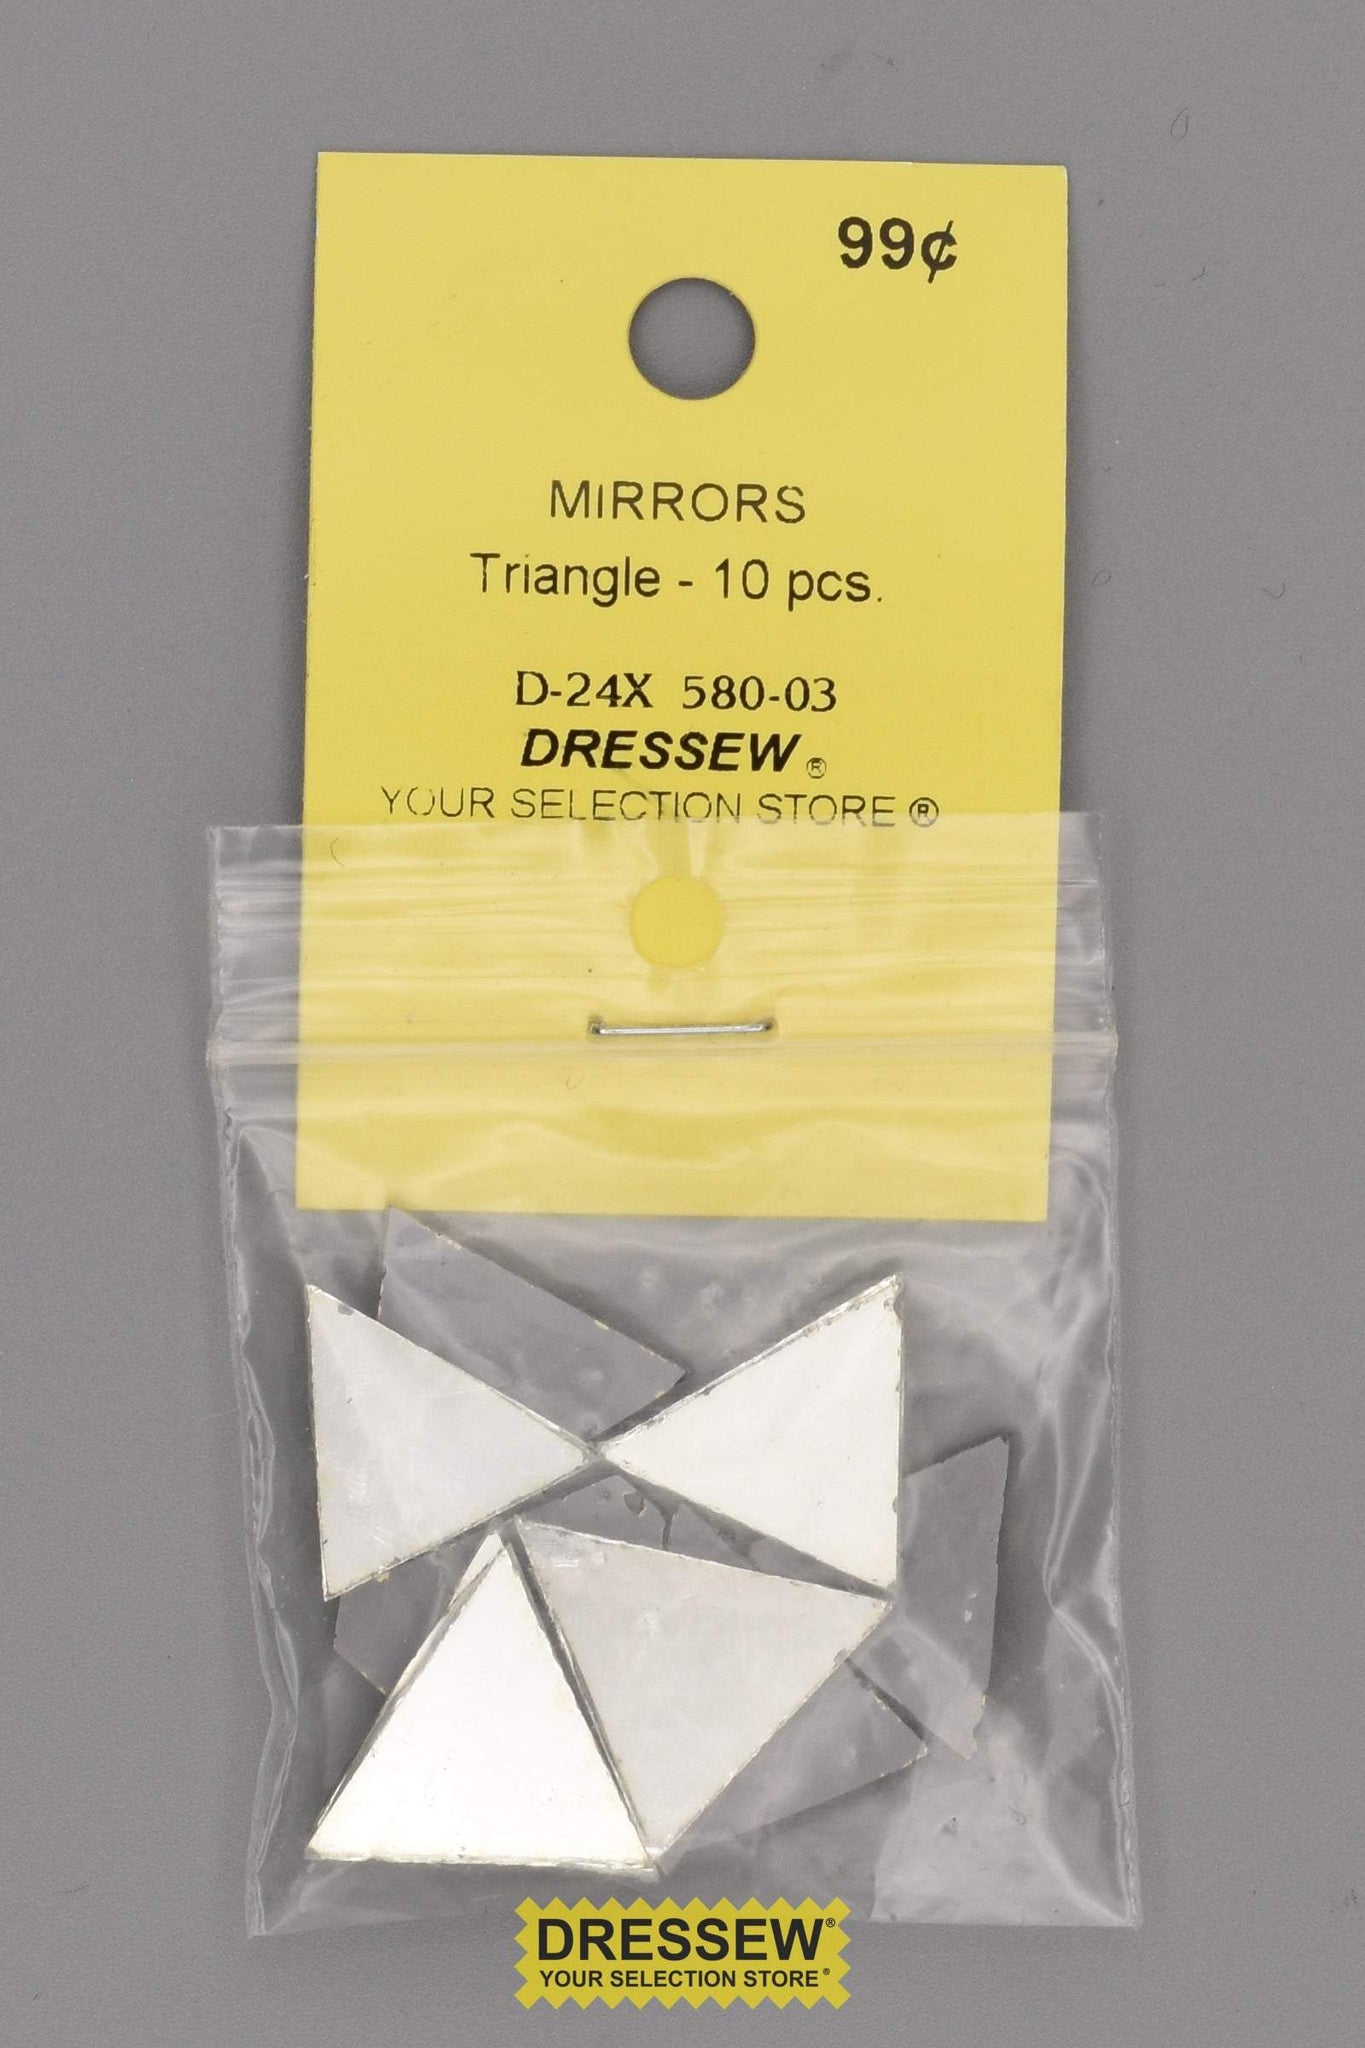 99¢
MIRRORS
Triangle - 10 pcs.
D-24X 580-03
DRESSEW ®
YOUR SELECTION STORE ®
DRESSEW®
YOUR SELECTION STORE®